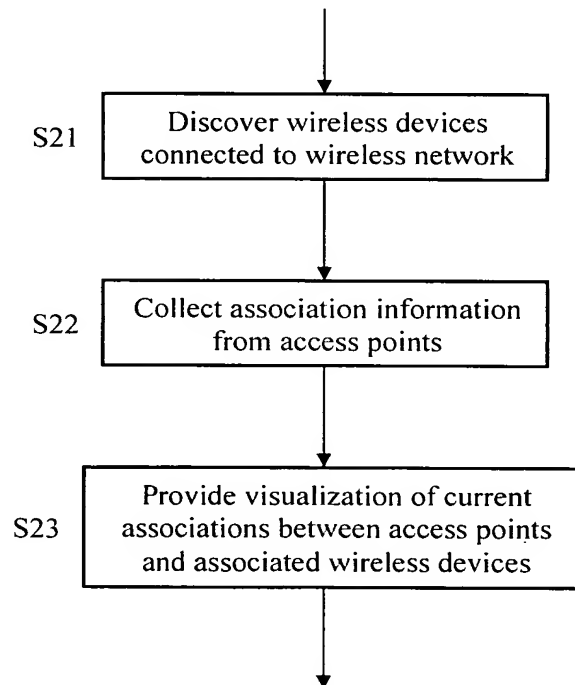 S21
Discover wireless devices
connected to wireless network
S22
Collect association information
from access points
S23
Provide visualization of current
associations between access points
and associated wireless devices